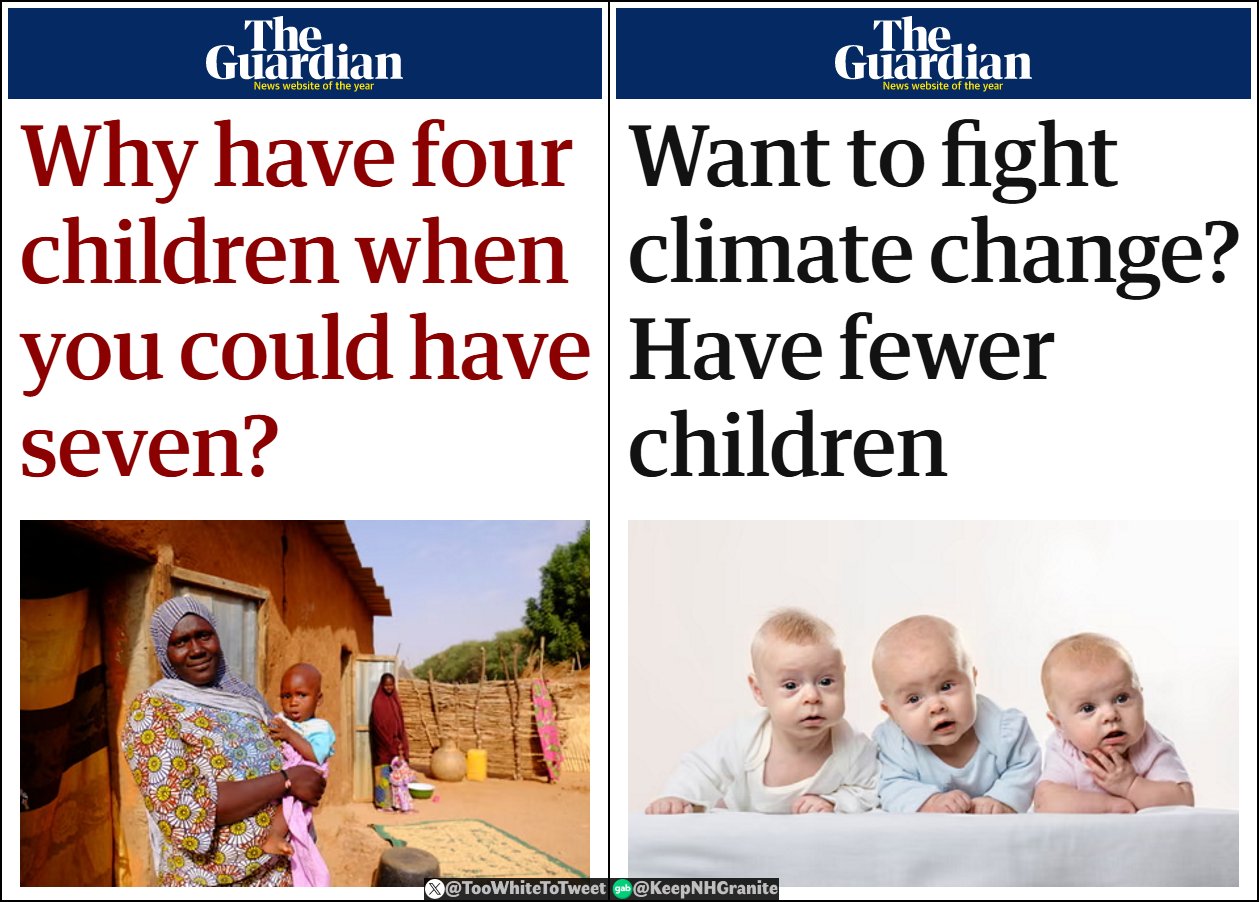 The
Guardian
News website of the year
Why have four
children when
you could have
seven?
The
Guardian
News website of the year
Want to fight
climate change?
Have fewer
children
@TooWhiteToTweet gab @KeepNHGranite